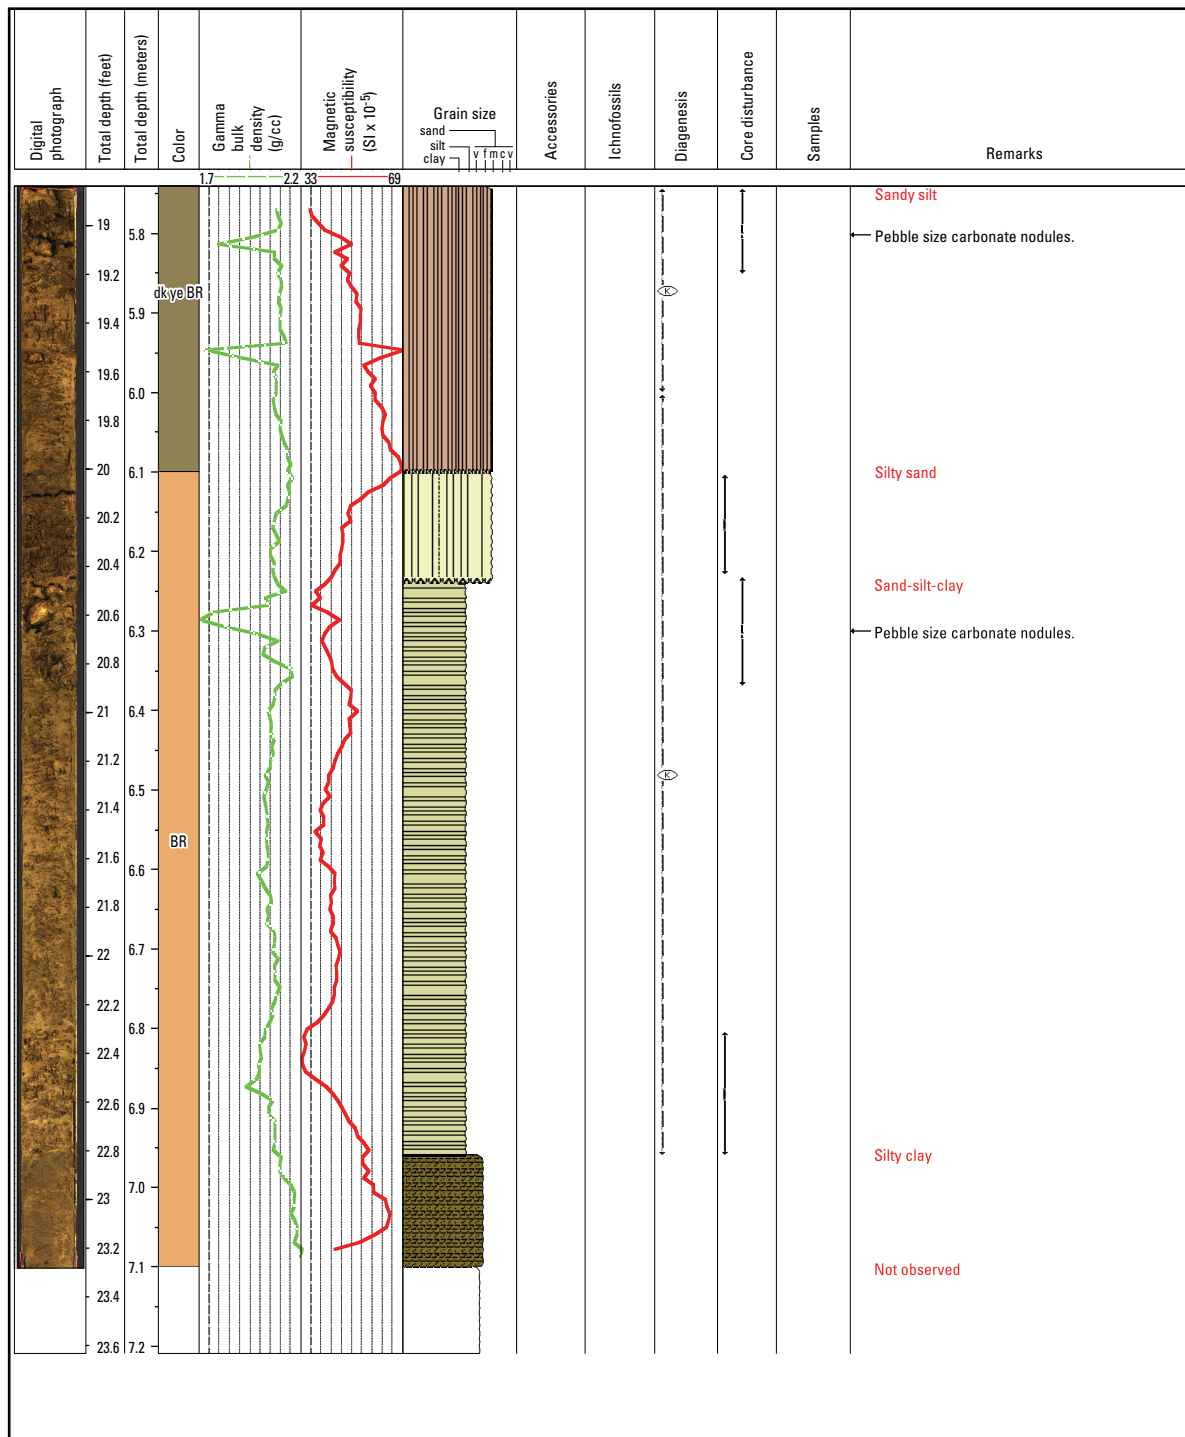 Digital
photograph
Total depth (feet)
Total depth (meters)
Color
Gamma
bulk
density
(g/cc)
Magnetic
susceptibility
(SI x 10⁻⁵)
Grain size
sand
silt
clay
v f m c v
Accessories
Ichnofossils
Diagenesis
Core disturbance
Samples
Remarks
1.7 2.2 33 69
19
19.2
19.4
19.6
19.8
20
20.2
20.4
20.6
20.8
21
21.2
21.4
21.6
21.8
22
22.2
22.4
22.6
22.8
23
23.2
23.4
23.6
5.8
5.9
6.0
6.1
6.2
6.3
6.4
6.5
6.6
6.7
6.8
6.9
7.0
7.1
7.2
dk ye BR
BR
K
K
Sandy silt
Pebble size carbonate nodules.
Silty sand
Sand-silt-clay
Pebble size carbonate nodules.
Silty clay
Not observed